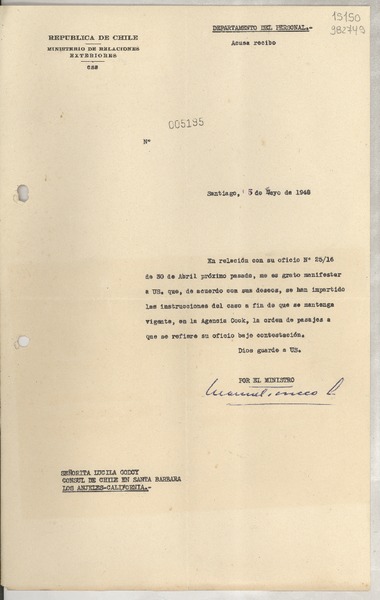 19150
982749
REPUBLICA DE CHILE
MINISTERIO DE RELACIONES
EXTERIORES
DEPARTAMENTO DEL PERSONAL.-
Acusa recibo
005195
N°
Santiago, 5 de Mayo de 1948
En relación con su oficio N° 25/16
de 30 de Abril próximo pasado, me es grato manifestar
a US. que, de acuerdo con sus deseos, se han impartido
las instrucciones del caso a fin de que se mantenga
vigente, en la Agencia Cook, la orden de pasajes a
que se refiere su oficio bajo contestación.
Dios guarde a US.
POR EL MINISTRO
SEÑORITA LUCILA GODOY
CONSUL DE CHILE EN SANTA BARBARA
LOS ANJELES-CALIFORNIA.-